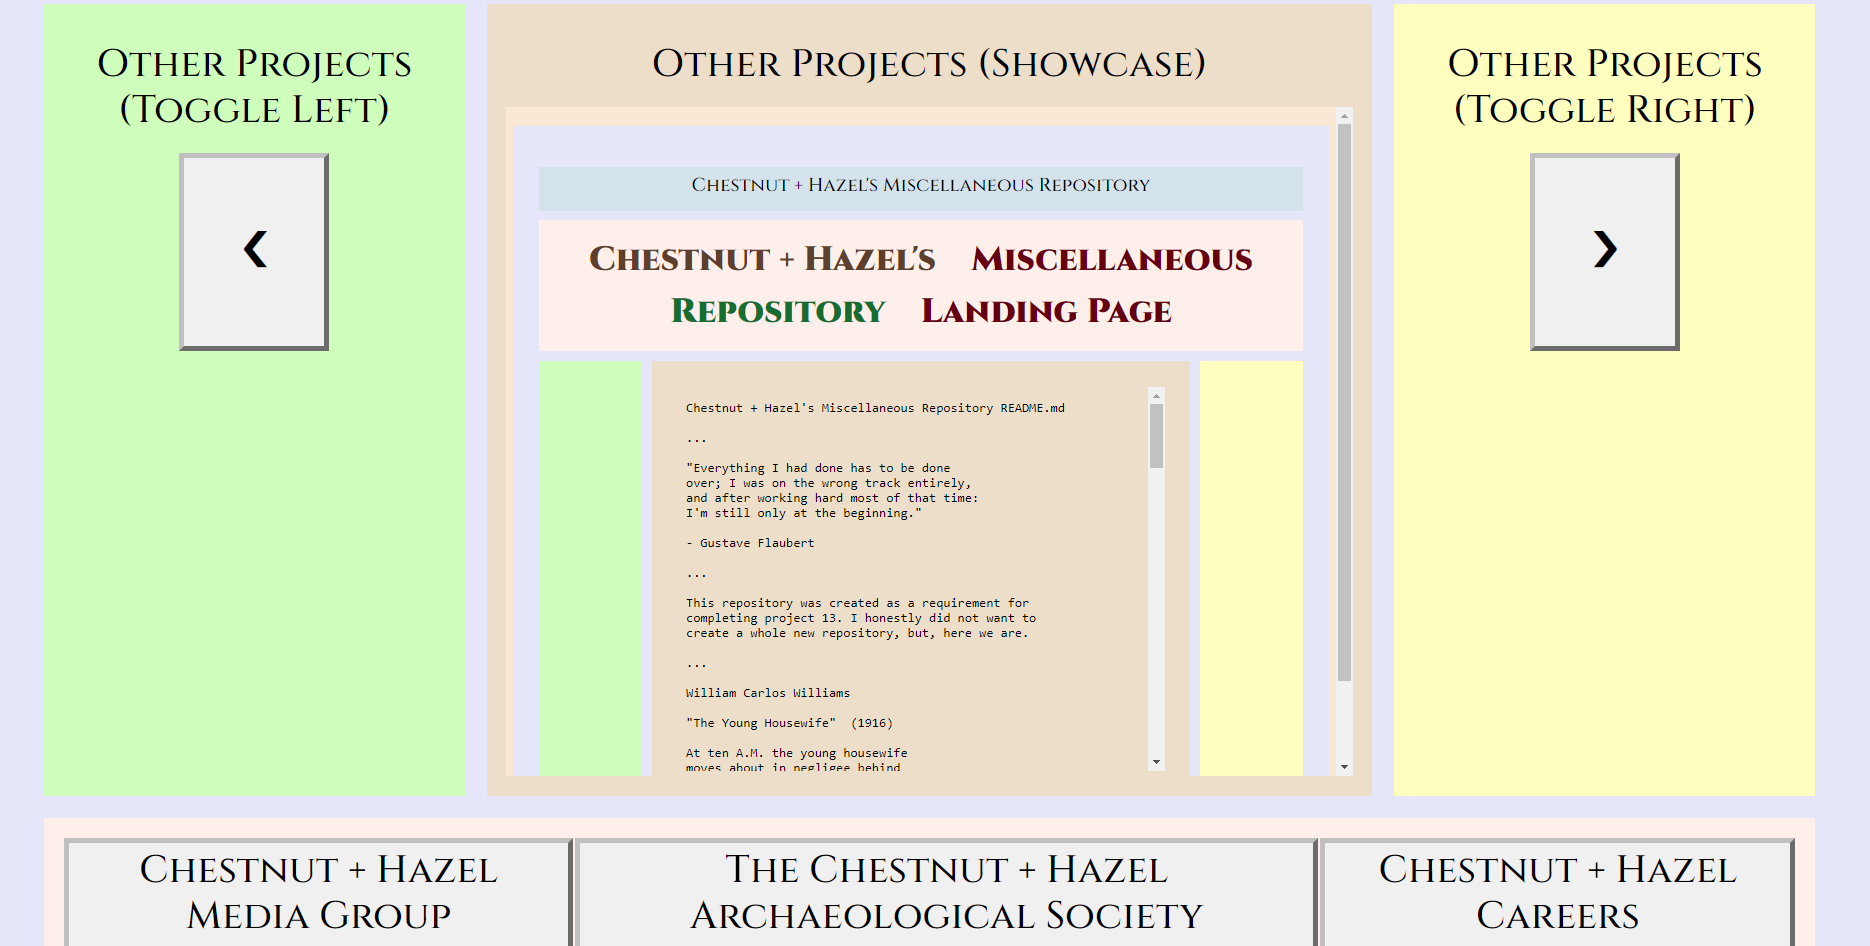 Other Projects
(Toggle Left)
❮
Other Projects (Showcase)
Chestnut + Hazel's Miscellaneous Repository
Chestnut + Hazel's Miscellaneous
Repository Landing Page
Chestnut + Hazel's Miscellaneous Repository README.md
...
"Everything I had done has to be done
over; I was on the wrong track entirely,
and after working hard most of that time:
I'm still only at the beginning."
- Gustave Flaubert
...
This repository was created as a requirement for
completing project 13. I honestly did not want to
create a whole new repository, but, here we are.
...
William Carlos Williams
"The Young Housewife"  (1916)
At ten A.M. the young housewife
moves about in negligee behind
Other Projects
(Toggle Right)
❯
Chestnut + Hazel
Media Group
The Chestnut + Hazel
Archaeological Society
Chestnut + Hazel
Careers